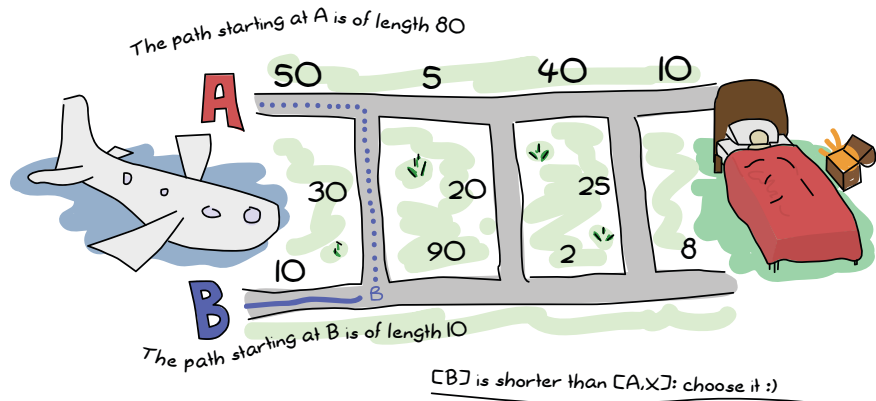 The path starting at A is of length 80
A
50 5 40 10
30 20 25
10 90 2 8
B
B
The path starting at B is of length 10
[B] is shorter than [A,X]: choose it :)